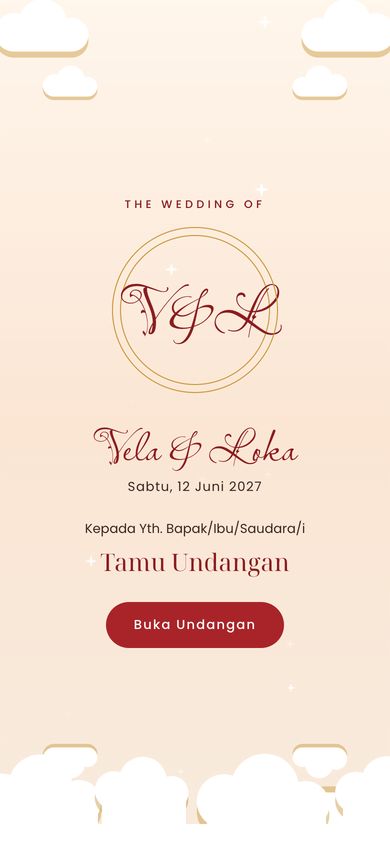 THE WEDDING OF
V&L
Vela & Loka
Sabtu, 12 Juni 2027
Kepada Yth. Bapak/Ibu/Saudara/i
Tamu Undangan
Buka Undangan